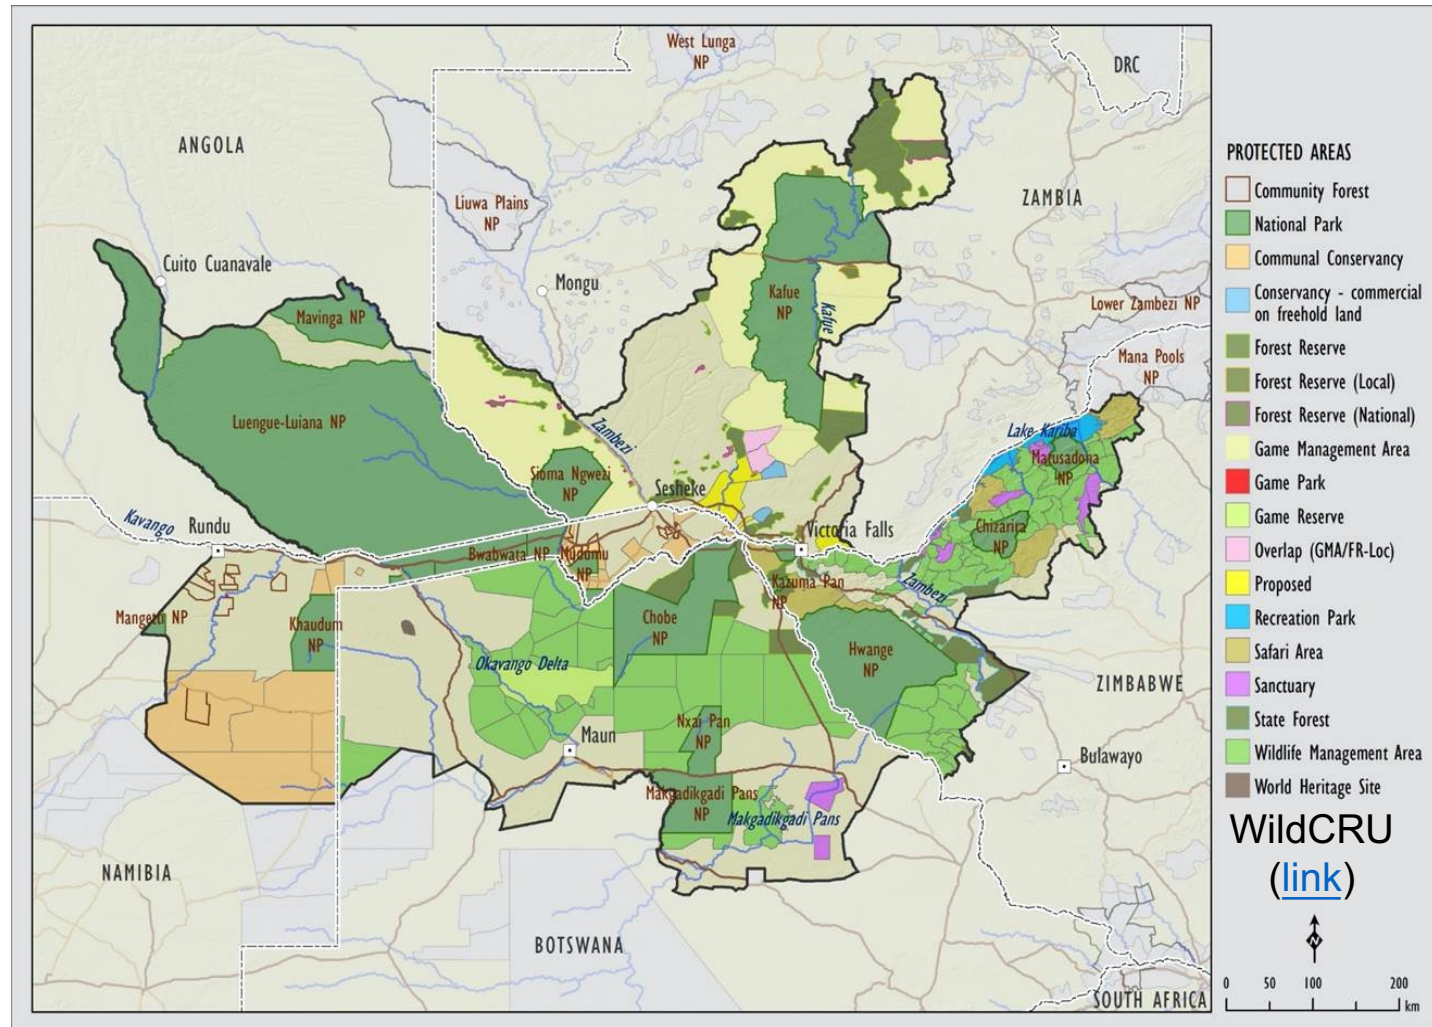 West Lunga
NP
DRC
ANGOLA
ZAMBIA
Liuwa Plains
NP
Cuito Cuanavale
Mongu
Mavinga NP
Kafue
NP
Kafue
Lower Zambezi NP
Mana Pools
NP
Luengue-Luiana NP
Zambezi
Lake Kariba
Matusadona
NP
Sioma Ngwezi
NP
Sesheke
Kavango
Rundu
Victoria Falls
Chizarira
NP
Bwabwata NP
Mudumu
NP
Kazuma Pan
NP
Zambezi
Mangetti NP
Khaudum
NP
Chobe
NP
Hwange
NP
Okavango Delta
ZIMBABWE
Nxai Pan
NP
Maun
Bulawayo
Makgadikgadi Pans
NP
Makgadikgadi Pans
NAMIBIA
BOTSWANA
SOUTH AFRICA
PROTECTED AREAS
Community Forest
National Park
Communal Conservancy
Conservancy - commercial
on freehold land
Forest Reserve
Forest Reserve (Local)
Forest Reserve (National)
Game Management Area
Game Park
Game Reserve
Overlap (GMA/FR-Loc)
Proposed
Recreation Park
Safari Area
Sanctuary
State Forest
Wildlife Management Area
World Heritage Site
WildCRU
(link)
N
0 50 100 200
km